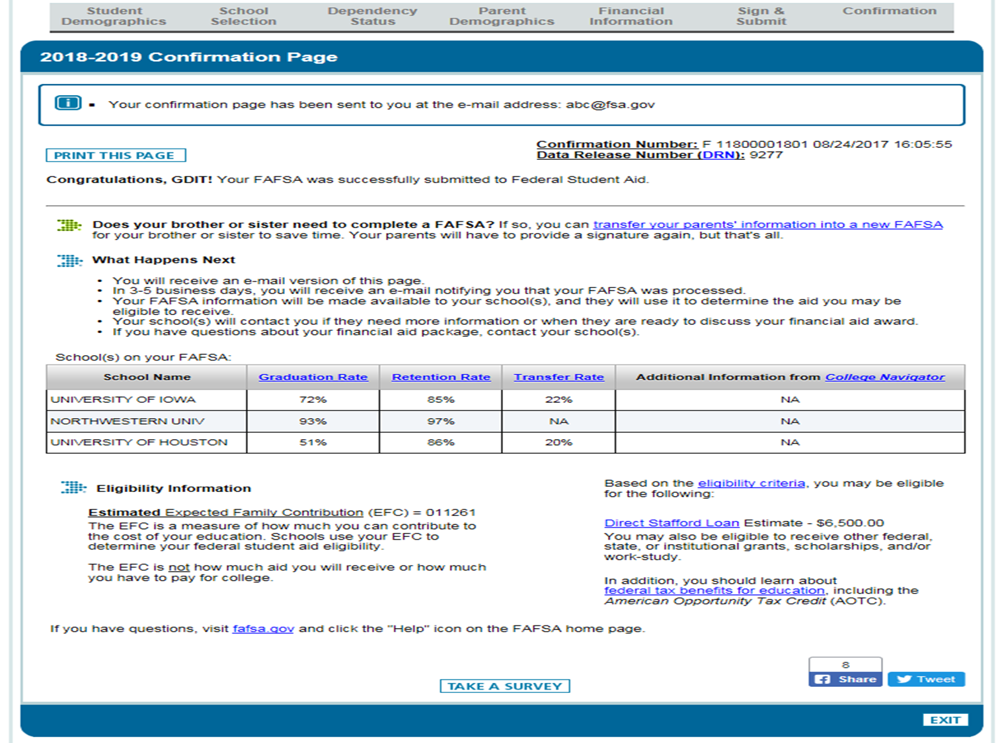 Student Demographics
School Selection
Dependency Status
Parent Demographics
Financial Information
Sign & Submit
Confirmation
2018-2019 Confirmation Page
i
▪ Your confirmation page has been sent to you at the e-mail address: abc@fsa.gov
Confirmation Number: F 11800001801 08/24/2017 16:05:55
Data Release Number (DRN): 9277
PRINT THIS PAGE
Congratulations, GDIT! Your FAFSA was successfully submitted to Federal Student Aid.
Does your brother or sister need to complete a FAFSA? If so, you can transfer your parents' information into a new FAFSA
for your brother or sister to save time. Your parents will have to provide a signature again, but that's all.
What Happens Next
• You will receive an e-mail version of this page.
• In 3-5 business days, you will receive an e-mail notifying you that your FAFSA was processed.
• Your FAFSA information will be made available to your school(s), and they will use it to determine the aid you may be
eligible to receive.
• Your school(s) will contact you if they need more information or when they are ready to discuss your financial aid award.
• If you have questions about your financial aid package, contact your school(s).
School(s) on your FAFSA:
School Name Graduation Rate Retention Rate Transfer Rate Additional Information from College Navigator
UNIVERSITY OF IOWA 72% 85% 22% NA
NORTHWESTERN UNIV 93% 97% NA NA
UNIVERSITY OF HOUSTON 51% 86% 20% NA
Eligibility Information
Estimated Expected Family Contribution (EFC) = 011261
The EFC is a measure of how much you can contribute to
the cost of your education. Schools use your EFC to
determine your federal student aid eligibility.
The EFC is not how much aid you will receive or how much
you have to pay for college.
Based on the eligibility criteria, you may be eligible
for the following:
Direct Stafford Loan Estimate - $6,500.00
You may also be eligible to receive other federal,
state, or institutional grants, scholarships, and/or
work-study.
In addition, you should learn about
federal tax benefits for education, including the
American Opportunity Tax Credit (AOTC).
If you have questions, visit fafsa.gov and click the "Help" icon on the FAFSA home page.
8
Share
Tweet
TAKE A SURVEY
EXIT